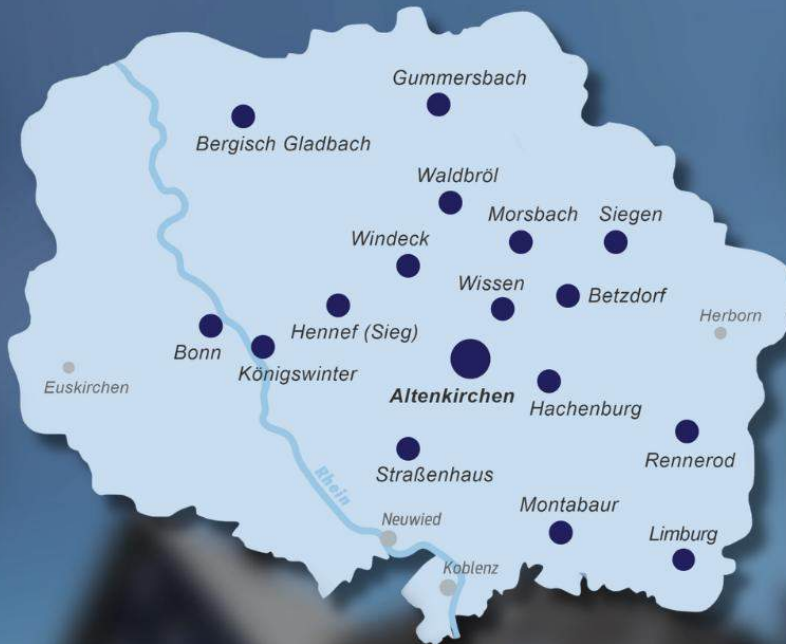 Gummersbach
Bergisch Gladbach
Waldbröl
Morsbach
Siegen
Windeck
Wissen
Betzdorf
Hennef (Sieg)
Herborn
Bonn
Königswinter
Euskirchen
Altenkirchen
Hachenburg
Rennerod
Straßenhaus
Rhein
Montabaur
Neuwied
Limburg
Koblenz